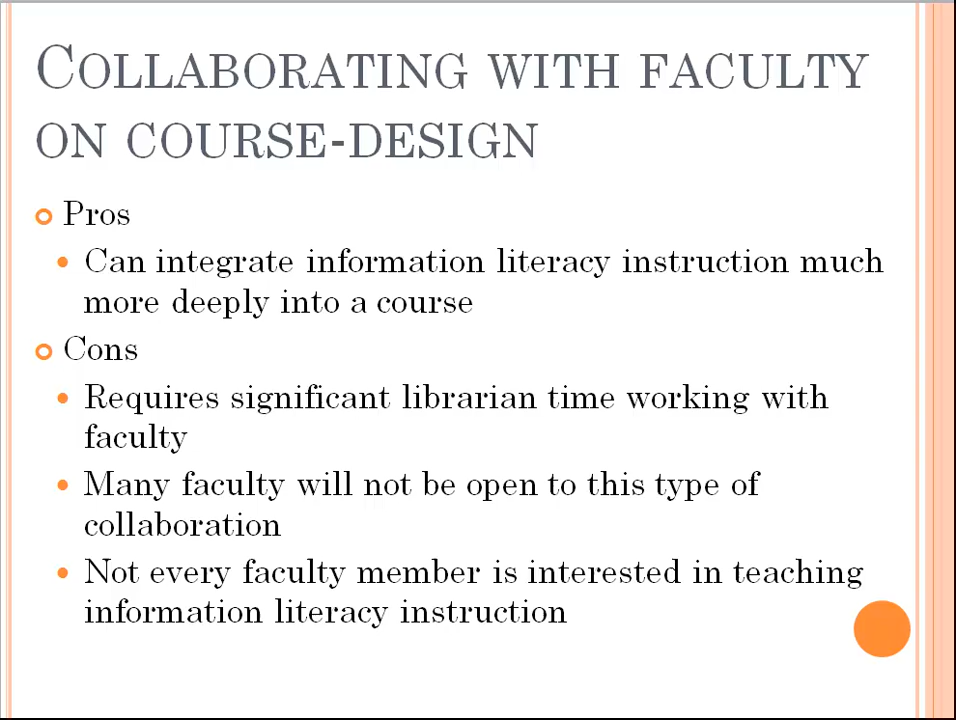 Collaborating with faculty
on course-design
Pros
Can integrate information literacy instruction much
more deeply into a course
Cons
Requires significant librarian time working with
faculty
Many faculty will not be open to this type of
collaboration
Not every faculty member is interested in teaching
information literacy instruction